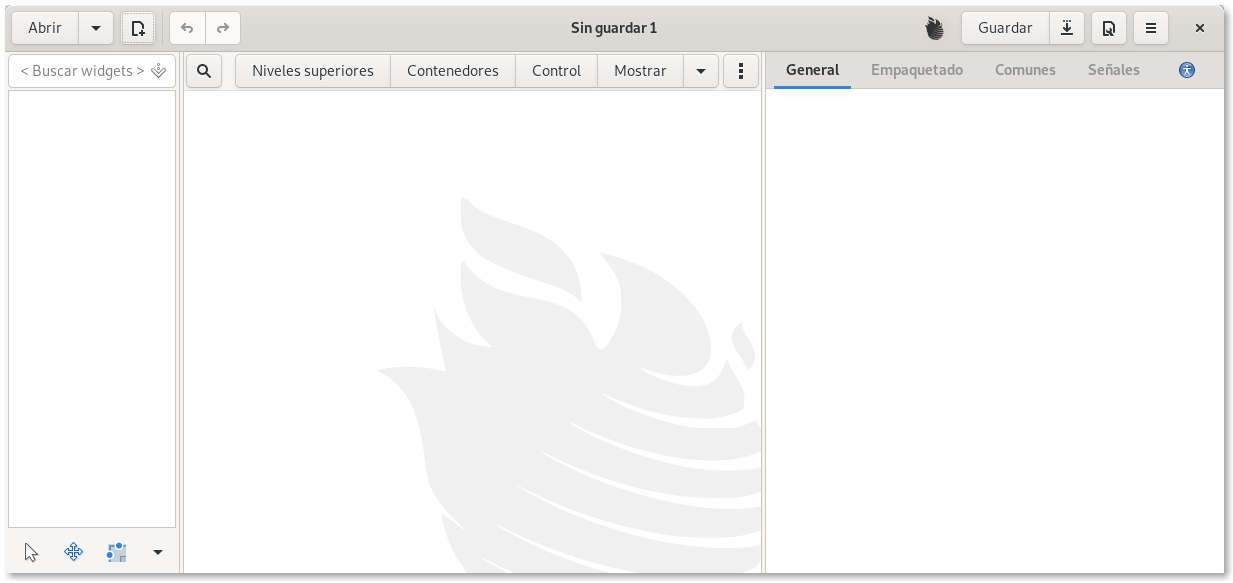 Abrir
Sin guardar 1
Guardar
< Buscar widgets >
Niveles superiores
Contenedores
Control
Mostrar
General
Empaquetado
Comunes
Señales